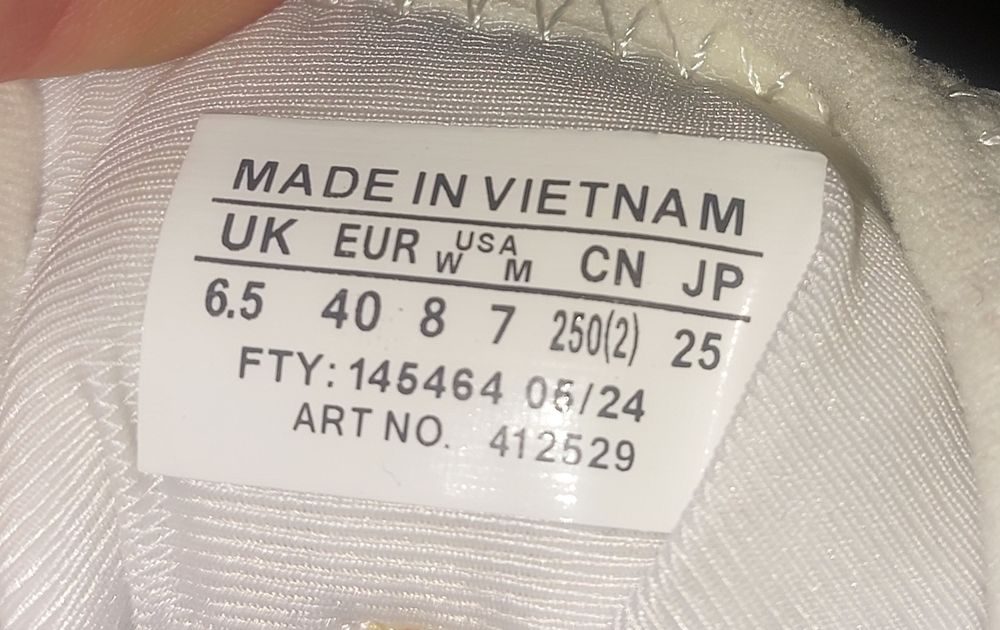 MADE IN VIETNAM
UK EUR W USA M CN JP
6.5 40 8 7 250(2) 25
FTY: 145464 05/24
ART NO. 412529